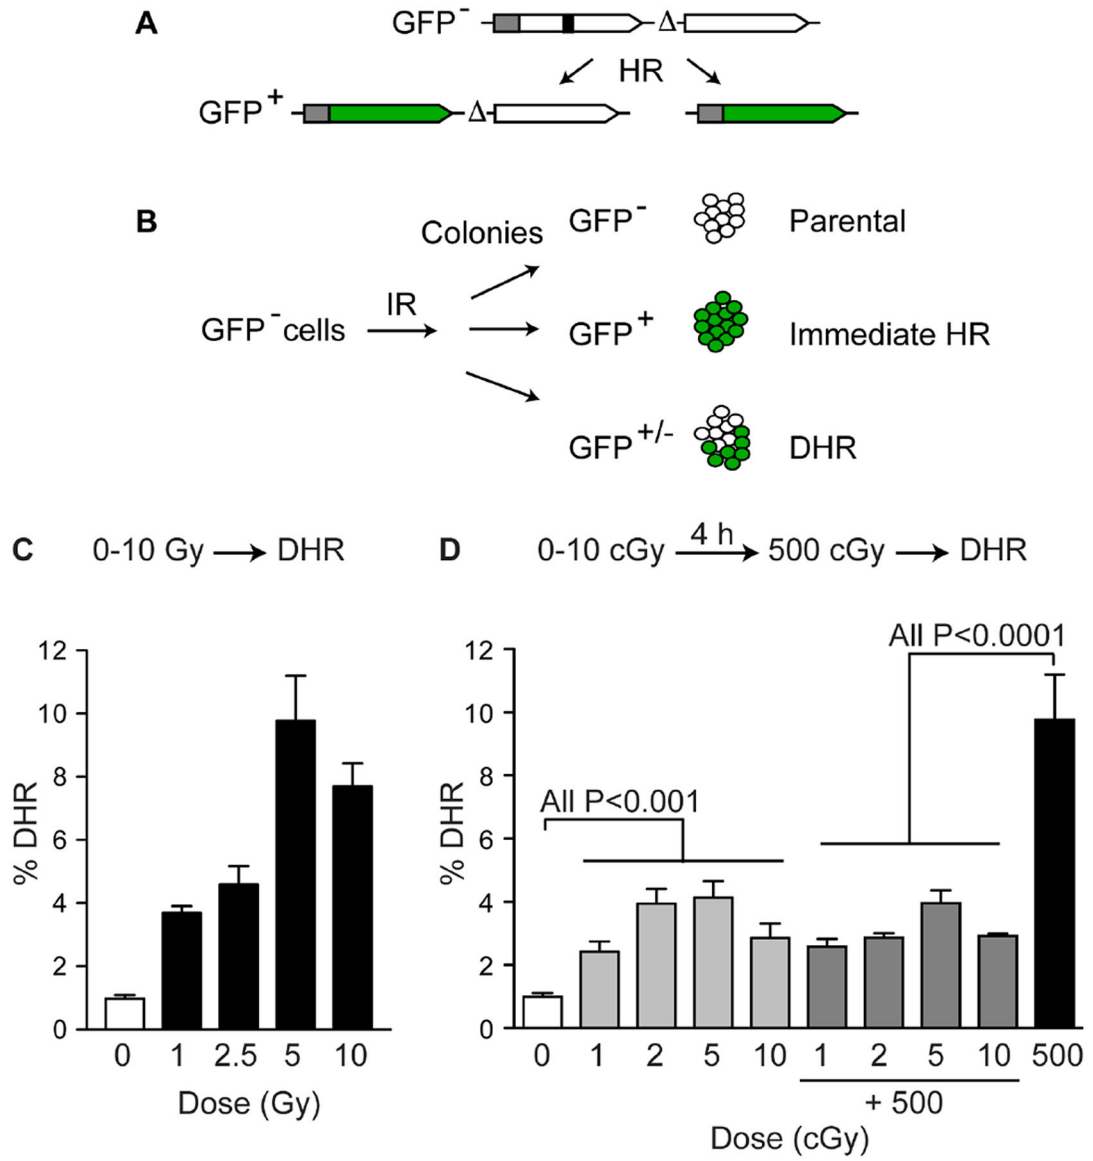 A
GFP-
Δ
HR
GFP+
Δ
B
Colonies
GFP- cells
IR
GFP-
Parental
GFP+
Immediate HR
GFP+/-
DHR
C
0-10 Gy
DHR
D
0-10 cGy
4 h
500 cGy
DHR
% DHR
12
10
8
6
4
2
0
0 1 2.5 5 10
Dose (Gy)
% DHR
12
10
8
6
4
2
0
All P<0.001
All P<0.0001
0 1 2 5 10 1 2 5 10 500
+ 500
Dose (cGy)